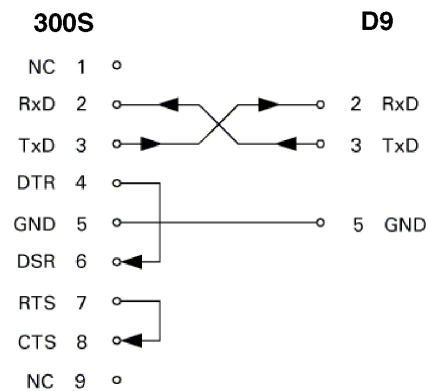 300S D9
NC 1
RxD 2 2 RxD
TxD 3 3 TxD
DTR 4
GND 5 5 GND
DSR 6
RTS 7
CTS 8
NC 9